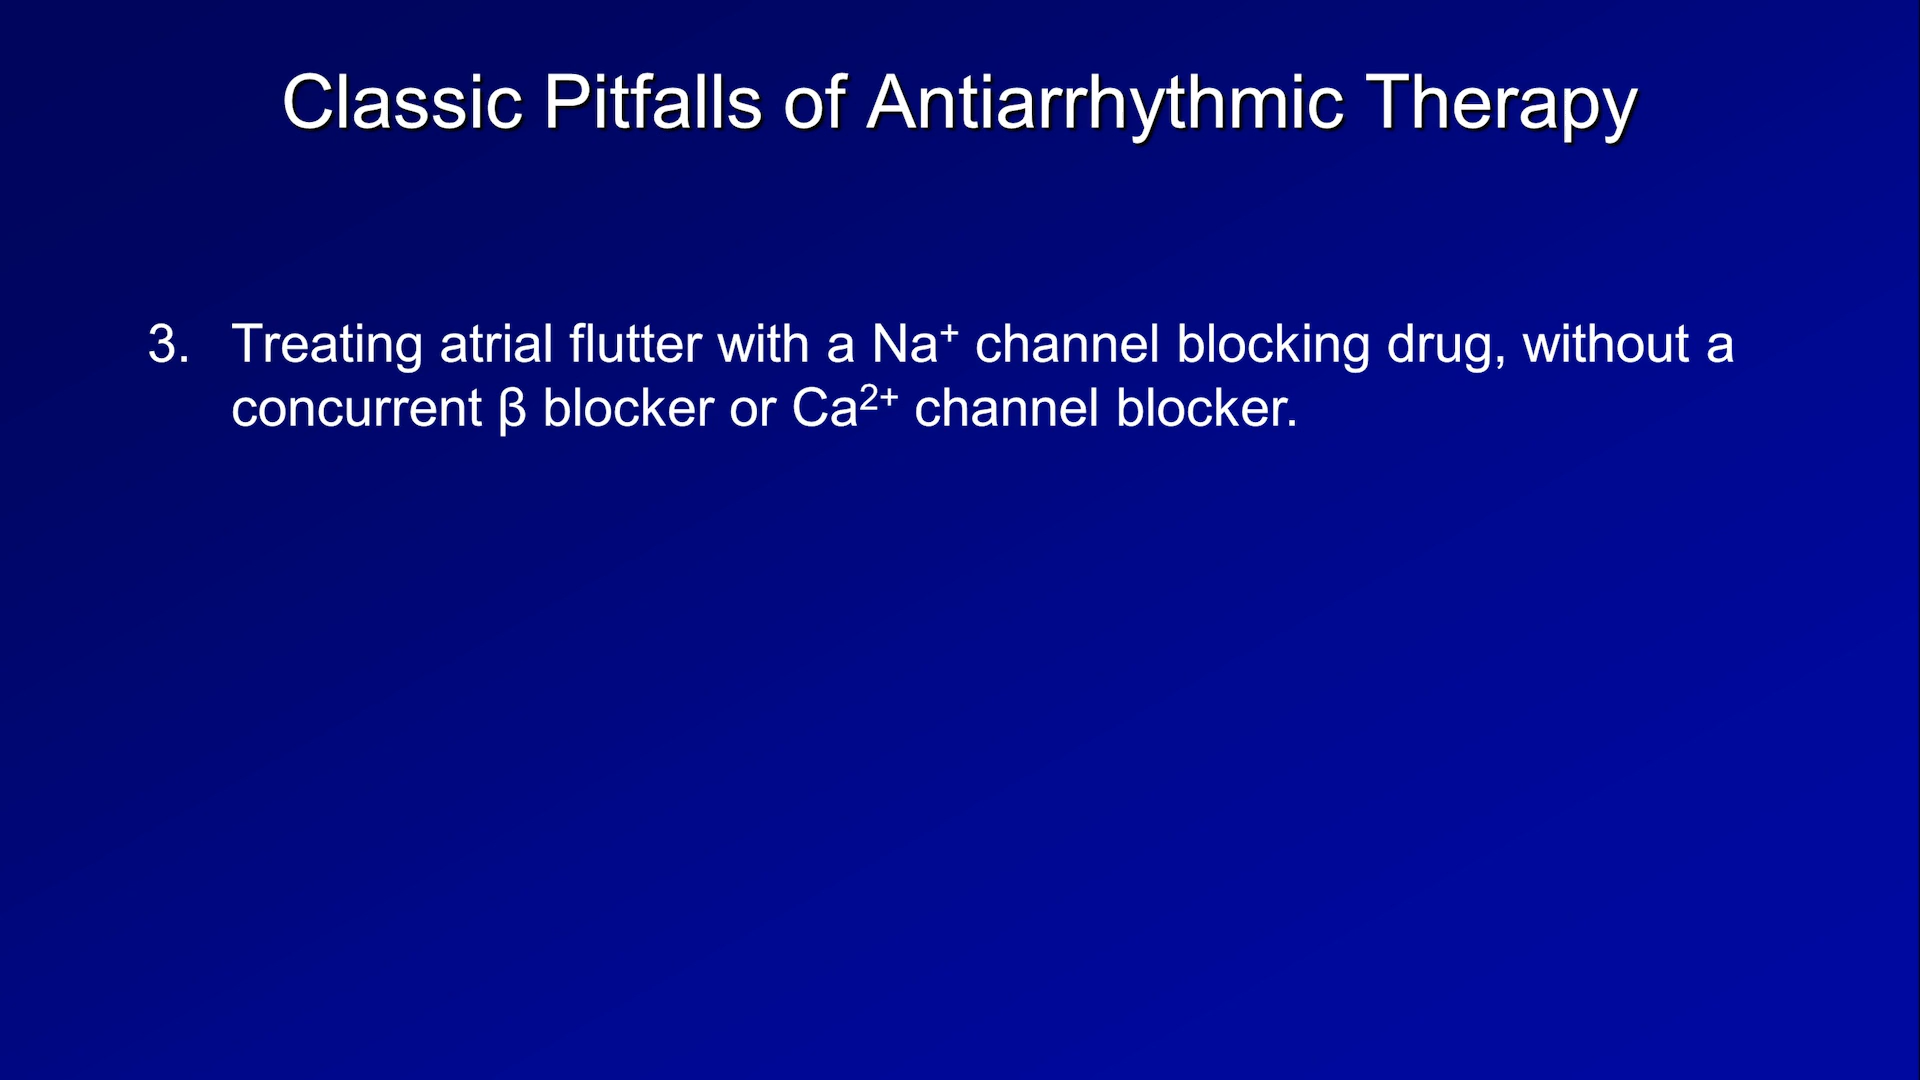 Classic Pitfalls of Antiarrhythmic Therapy
3. Treating atrial flutter with a Na⁺ channel blocking drug, without a
concurrent β blocker or Ca²⁺ channel blocker.